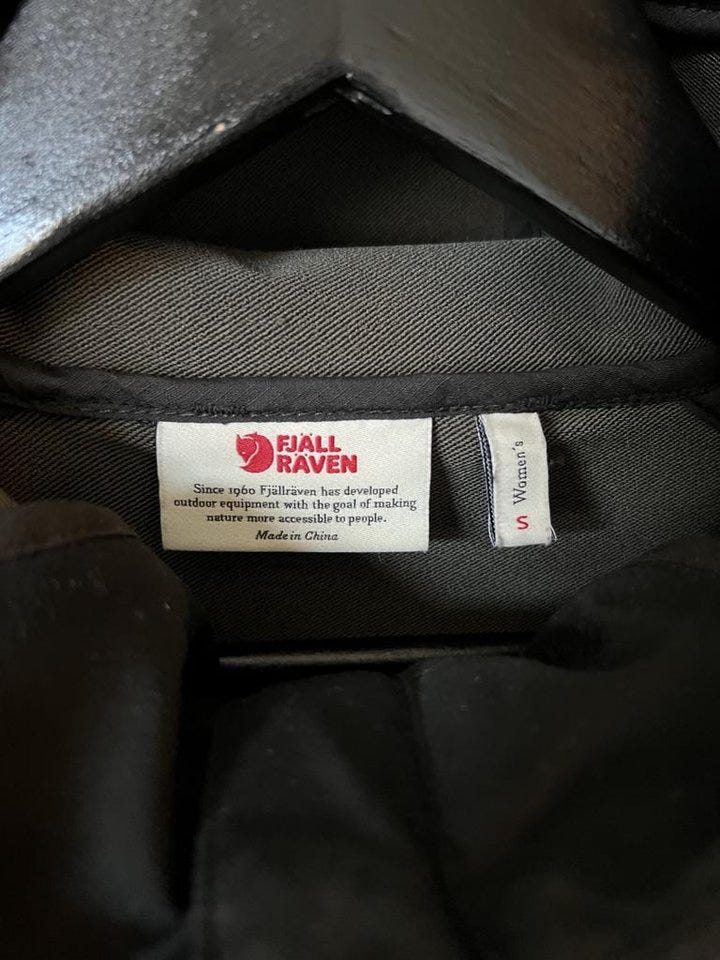 FJÄLL
RÄVEN
Since 1960 Fjällräven has developed
outdoor equipment with the goal of making
nature more accessible to people.
Made in China
Women's
S